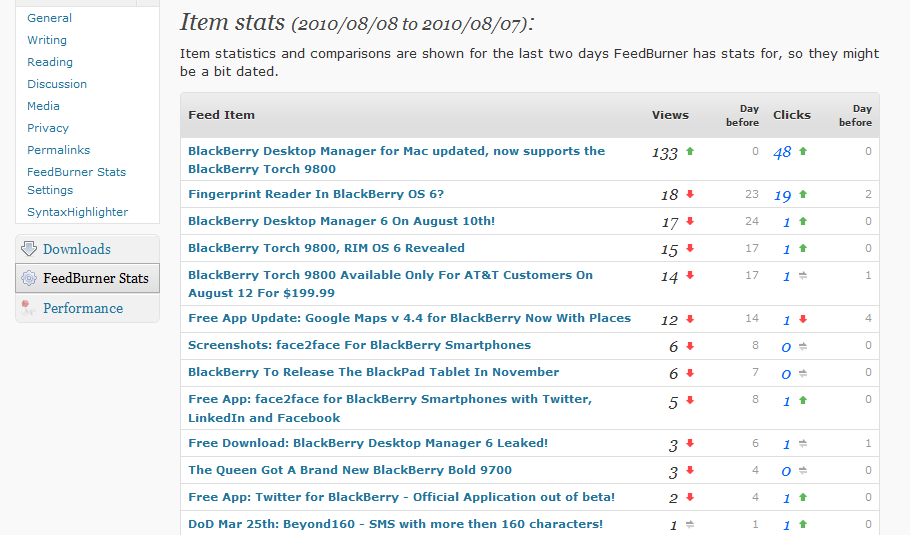 General
Writing
Reading
Discussion
Media
Privacy
Permalinks
FeedBurner Stats
Settings
SyntaxHighlighter
Downloads
FeedBurner Stats
Performance
Item stats (2010/08/08 to 2010/08/07):
Item statistics and comparisons are shown for the last two days FeedBurner has stats for, so they might
be a bit dated.
Feed Item Views Day before Clicks Day before
BlackBerry Desktop Manager for Mac updated, now supports the
BlackBerry Torch 9800 133 0 48 0
Fingerprint Reader In BlackBerry OS 6? 18 23 19 2
BlackBerry Desktop Manager 6 On August 10th! 17 24 1 0
BlackBerry Torch 9800, RIM OS 6 Revealed 15 17 1 0
BlackBerry Torch 9800 Available Only For AT&T Customers On
August 12 For $199.99 14 17 1 1
Free App Update: Google Maps v 4.4 for BlackBerry Now With Places 12 14 1 4
Screenshots: face2face For BlackBerry Smartphones 6 8 0 0
BlackBerry To Release The BlackPad Tablet In November 6 7 0 0
Free App: face2face for BlackBerry Smartphones with Twitter,
LinkedIn and Facebook 5 8 1 0
Free Download: BlackBerry Desktop Manager 6 Leaked! 3 6 1 1
The Queen Got A Brand New BlackBerry Bold 9700 3 4 0 0
Free App: Twitter for BlackBerry - Official Application out of beta! 2 4 1 0
DoD Mar 25th: Beyond160 - SMS with more then 160 characters! 1 1 1 0